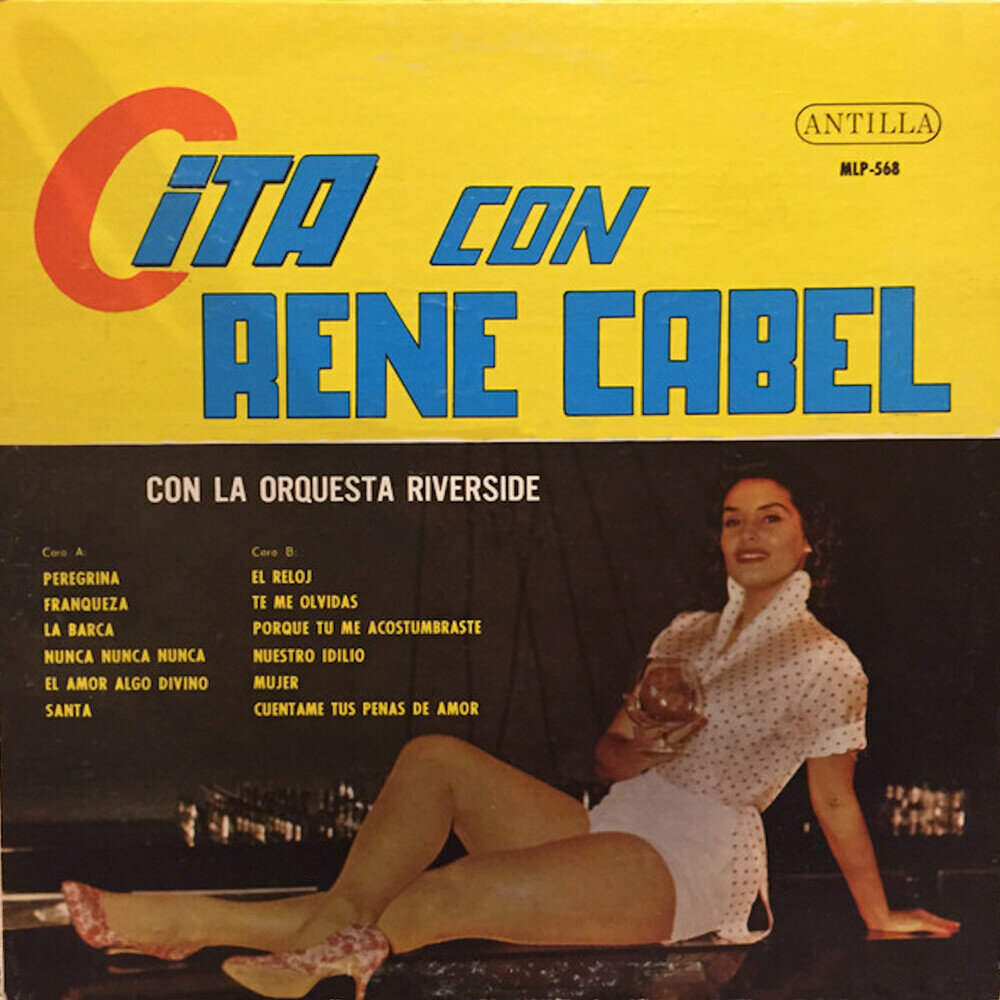 CiTA CON
RENE CABEL
ANTILLA
MLP-568
CON LA ORQUESTA RIVERSIDE
Cara A:
PEREGRINA
FRANQUEZA
LA BARCA
NUNCA NUNCA NUNCA
EL AMOR ALGO DIVINO
SANTA
Cara B:
EL RELOJ
TE ME OLVIDAS
PORQUE TU ME ACOSTUMBRASTE
NUESTRO IDILIO
MUJER
CUENTAME TUS PENAS DE AMOR